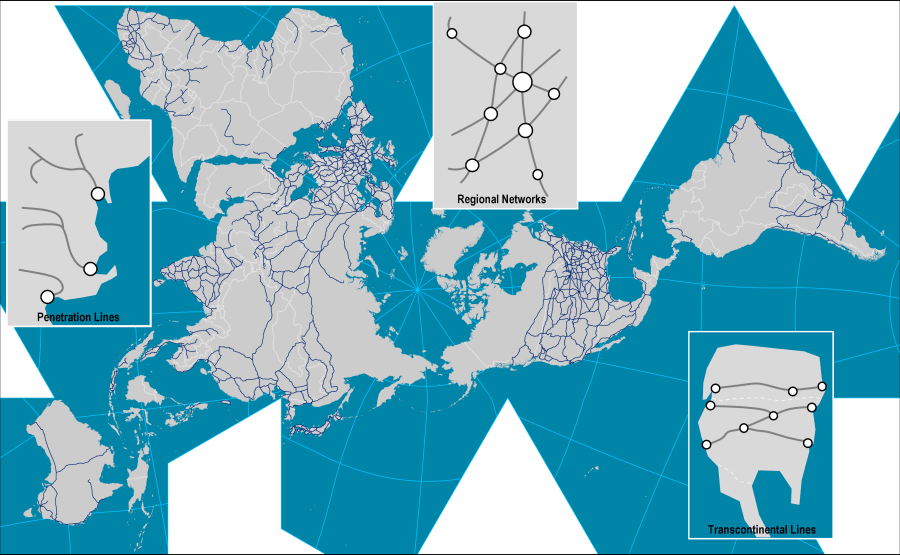 Regional Networks
Penetration Lines
Transcontinental Lines